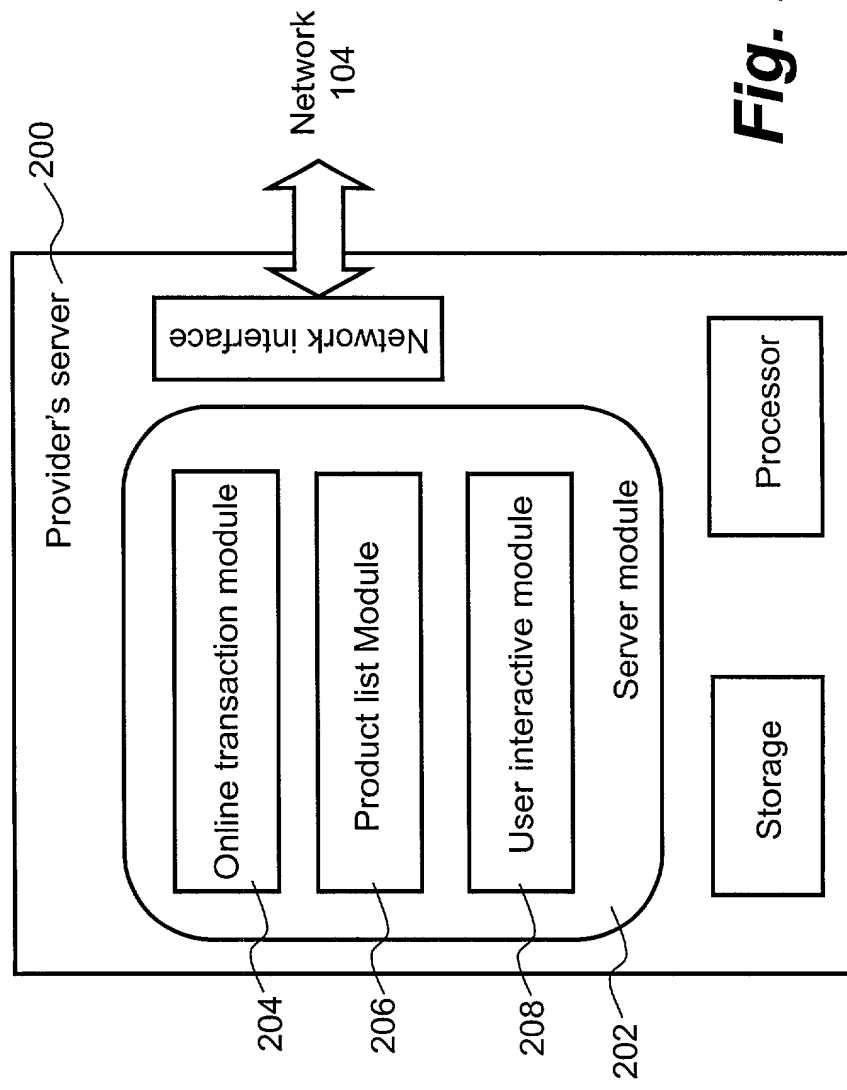 Provider's server
200
Online transaction module
204
Network interface
Network
104
Product list Module
206
User interactive module
208
Server module
202
Storage
Processor
Fig.